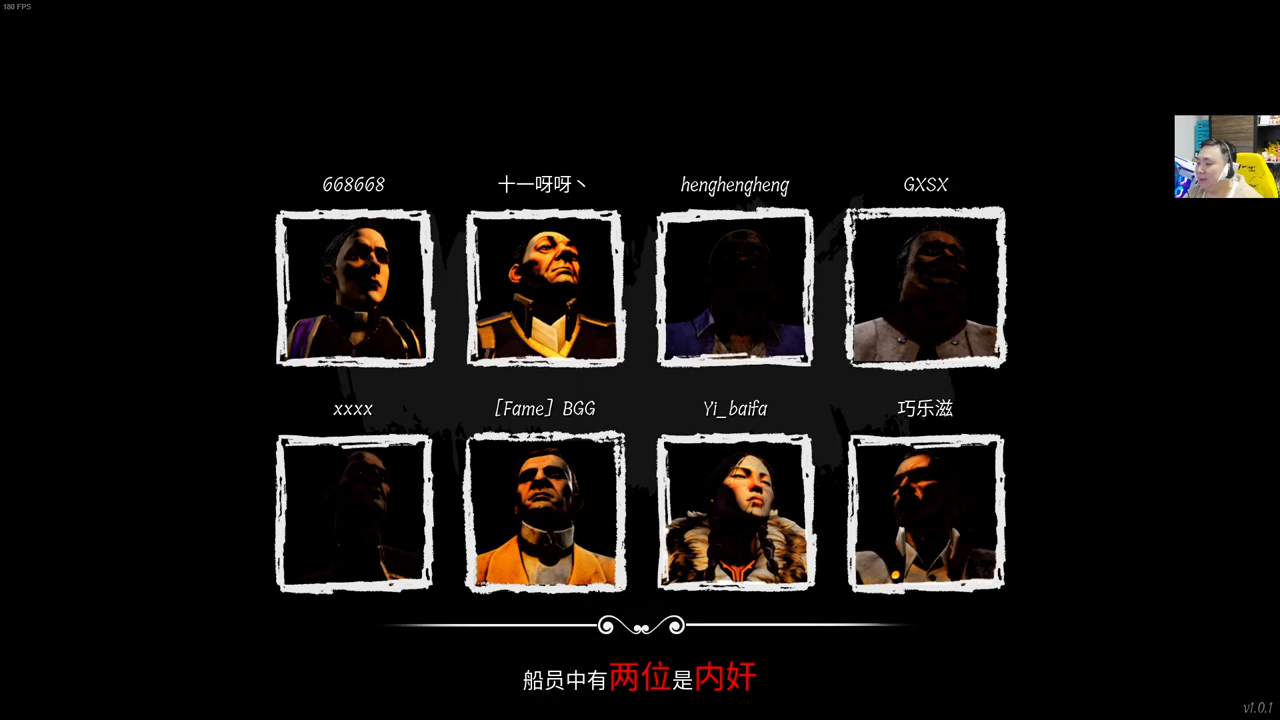 180 FPS
668668
十一呀呀丶
henghengheng
GXSX
xxxx
[Fame] BGG
Yi_baifa
巧乐滋
船员中有两位是内奸
v1.0.1